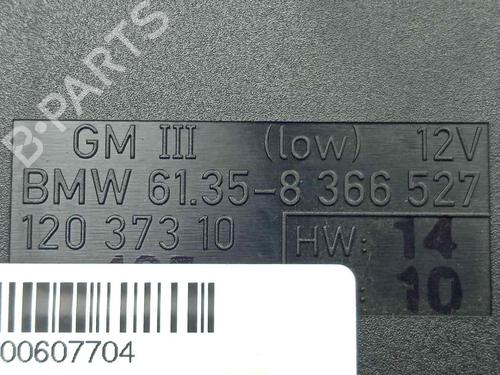 B-PARTS
GM III (low) 12V
BMW 61.35-8 366 527
120 373 10 HW: 14
10
00607704